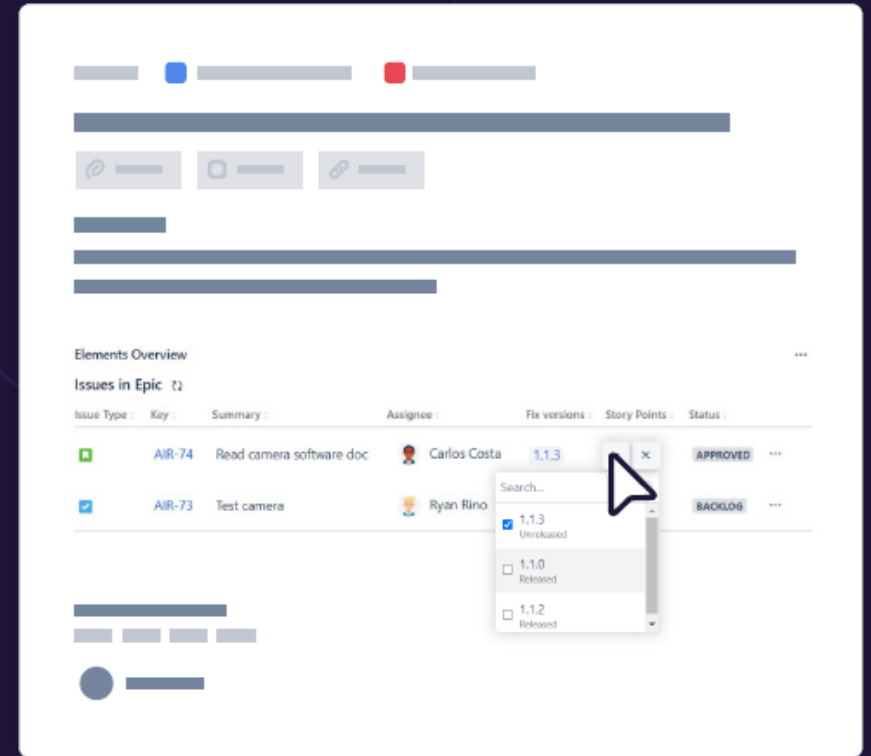 Elements Overview ...
Issues in Epic
Issue Type Key Summary Assignee Fix versions Story Points Status
AIR-74 Read camera software doc Carlos Costa 1.1.3 × APPROVED ...
AIR-73 Test camera Ryan Rino BACKLOG ...
Search...
1.1.3
Unreleased
1.1.0
Released
1.1.2
Released